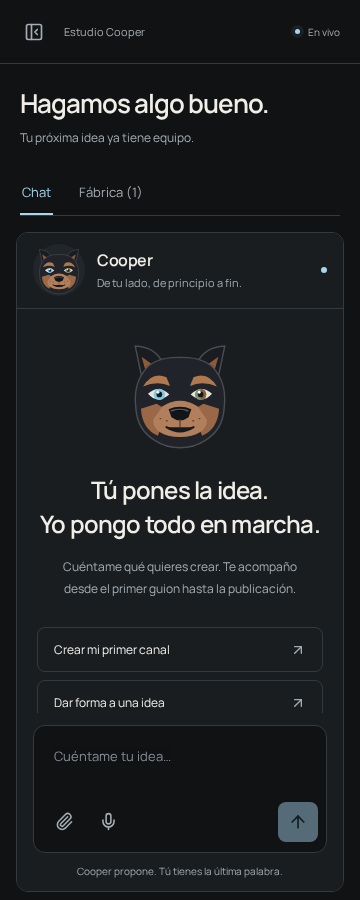 Estudio Cooper
En vivo
Hagamos algo bueno.
Tu próxima idea ya tiene equipo.
Chat
Fábrica (1)
Cooper
De tu lado, de principio a fin.
Tú pones la idea.
Yo pongo todo en marcha.
Cuéntame qué quieres crear. Te acompaño
desde el primer guion hasta la publicación.
Crear mi primer canal
Dar forma a una idea
Cuéntame tu idea…
Cooper propone. Tú tienes la última palabra.